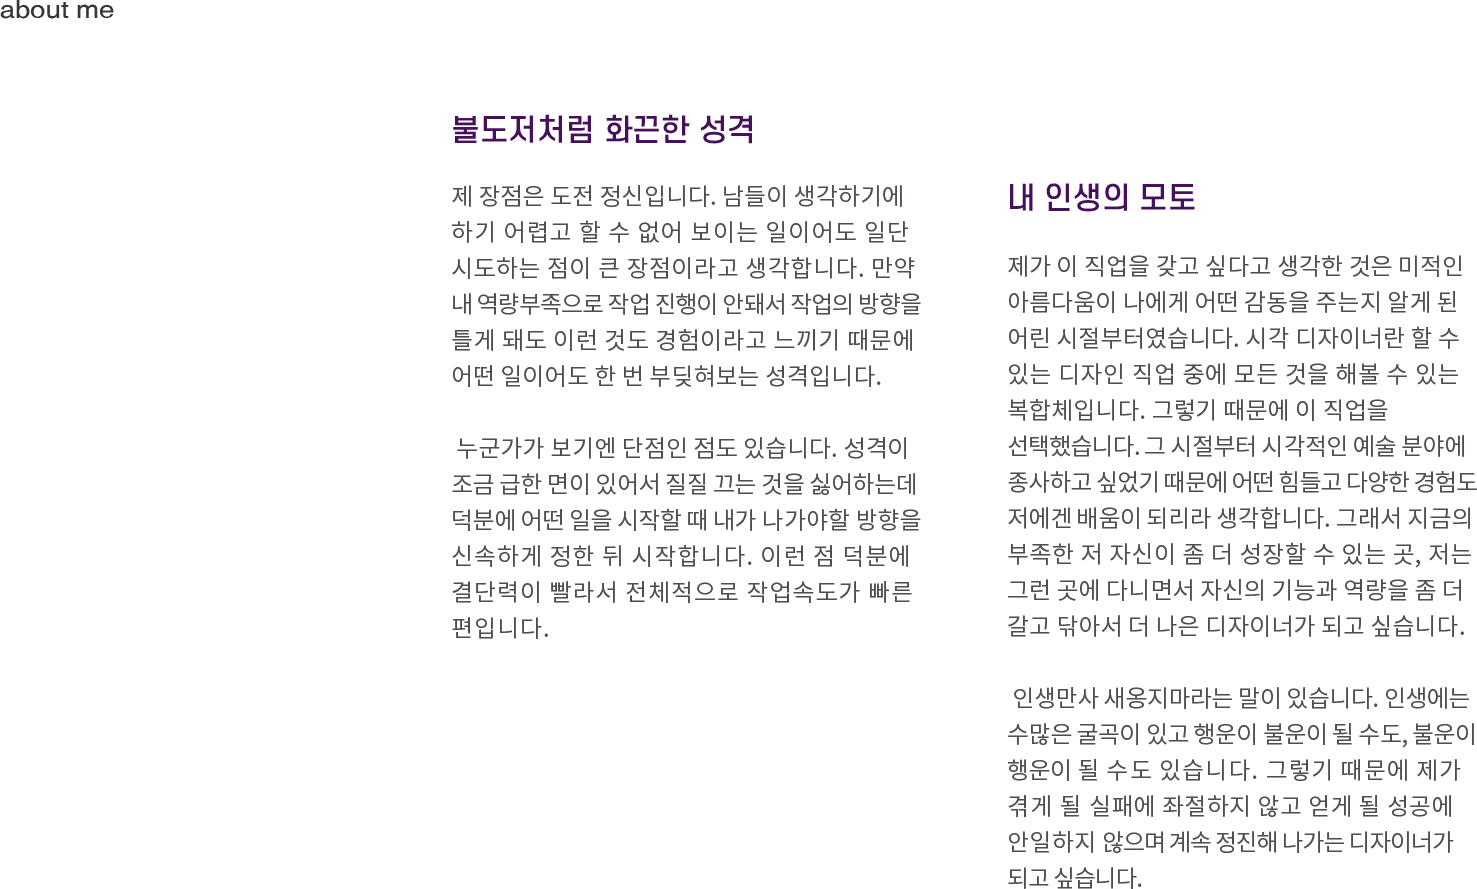 about me
불도저처럼 화끈한 성격
제 장점은 도전 정신입니다. 남들이 생각하기에
하기 어렵고 할 수 없어 보이는 일이어도 일단
시도하는 점이 큰 장점이라고 생각합니다. 만약
내 역량부족으로 작업 진행이 안돼서 작업의 방향을
틀게 돼도 이런 것도 경험이라고 느끼기 때문에
어떤 일이어도 한 번 부딪혀보는 성격입니다.
누군가가 보기엔 단점인 점도 있습니다. 성격이
조금 급한 면이 있어서 질질 끄는 것을 싫어하는데
덕분에 어떤 일을 시작할 때 내가 나가야할 방향을
신속하게 정한 뒤 시작합니다. 이런 점 덕분에
결단력이 빨라서 전체적으로 작업속도가 빠른
편입니다.
내 인생의 모토
제가 이 직업을 갖고 싶다고 생각한 것은 미적인
아름다움이 나에게 어떤 감동을 주는지 알게 된
어린 시절부터였습니다. 시각 디자이너란 할 수
있는 디자인 직업 중에 모든 것을 해볼 수 있는
복합체입니다. 그렇기 때문에 이 직업을
선택했습니다. 그 시절부터 시각적인 예술 분야에
종사하고 싶었기 때문에 어떤 힘들고 다양한 경험도
저에겐 배움이 되리라 생각합니다. 그래서 지금의
부족한 저 자신이 좀 더 성장할 수 있는 곳, 저는
그런 곳에 다니면서 자신의 기능과 역량을 좀 더
갈고 닦아서 더 나은 디자이너가 되고 싶습니다.
인생만사 새옹지마라는 말이 있습니다. 인생에는
수많은 굴곡이 있고 행운이 불운이 될 수도, 불운이
행운이 될 수도 있습니다. 그렇기 때문에 제가
겪게 될 실패에 좌절하지 않고 얻게 될 성공에
안일하지 않으며 계속 정진해 나가는 디자이너가
되고 싶습니다.